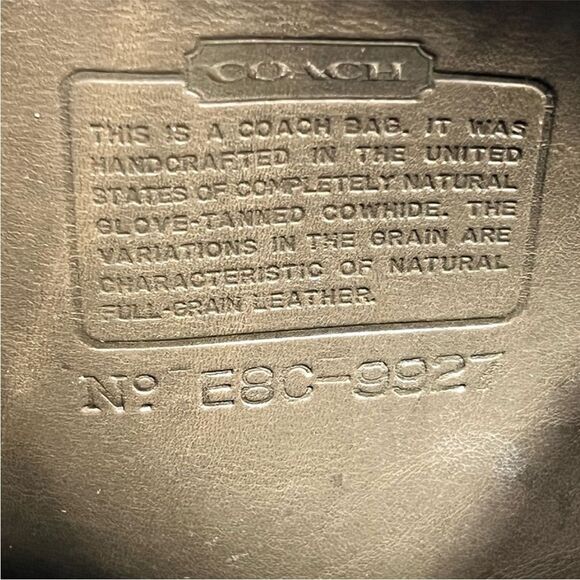 COACH
THIS IS A COACH BAG. IT WAS
HANDCRAFTED IN THE UNITED
STATES OF COMPLETELY NATURAL
GLOVE-TANNED COWHIDE. THE
VARIATIONS IN THE GRAIN ARE
CHARACTERISTIC OF NATURAL
FULL-GRAIN LEATHER.
Nº E8C-9927